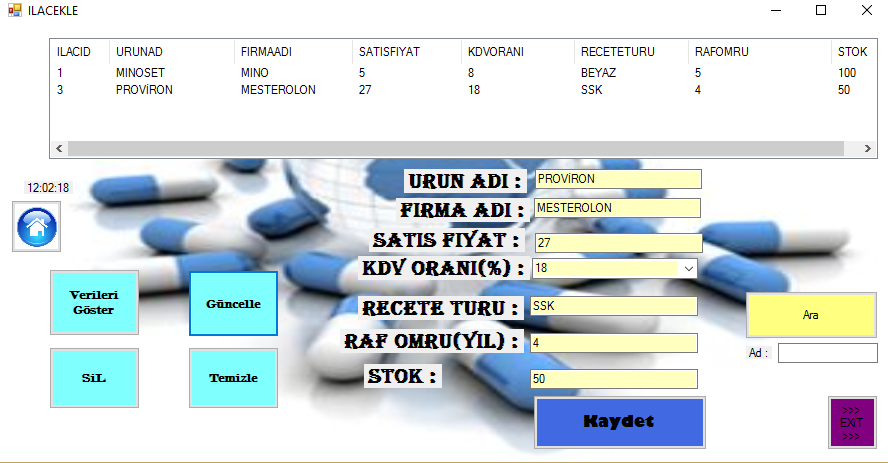 ILACEKLE
ILACID URUNAD FIRMAADI SATISFIYAT KDVORANI RECETETURU RAFOMRU STOK
1 MINOSET MINO 5 8 BEYAZ 5 100
3 PROVİRON MESTEROLON 27 18 SSK 4 50
12:02:18
URUN ADI : PROVİRON
FIRMA ADI : MESTEROLON
SATIS FIYAT : 27
KDV ORANI(%) : 18
Verileri Göster
Güncelle
RECETE TURU : SSK
Ara
RAF OMRU(YIL) : 4
Ad :
SiL
Temizle
STOK : 50
Kaydet
>>>
EXIT
>>>